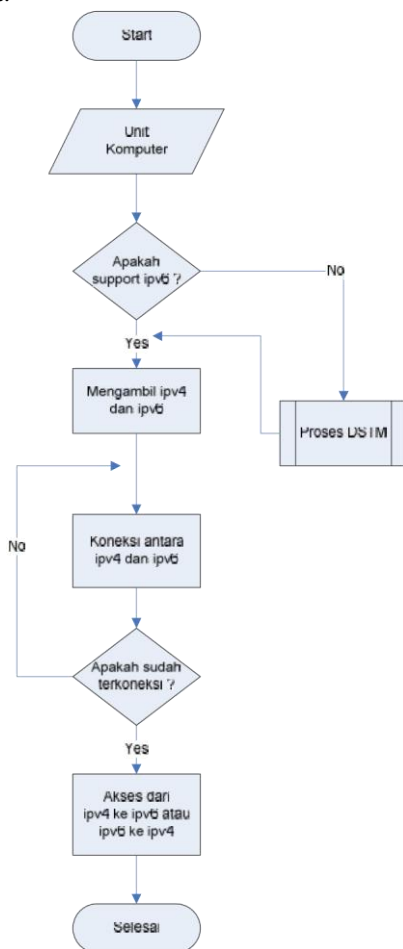 Start
Unit
Komputer
Apakah
support ipv6 ?
No
Yes
Mengambil ipv4
dan ipv6
Proses DSTM
Koneksi antara
ipv4 dan ipv6
No
Apakah sudah
terkoneksi ?
Yes
Akses dari
ipv4 ke ipv6 atau
ipv6 ke ipv4
Selesai